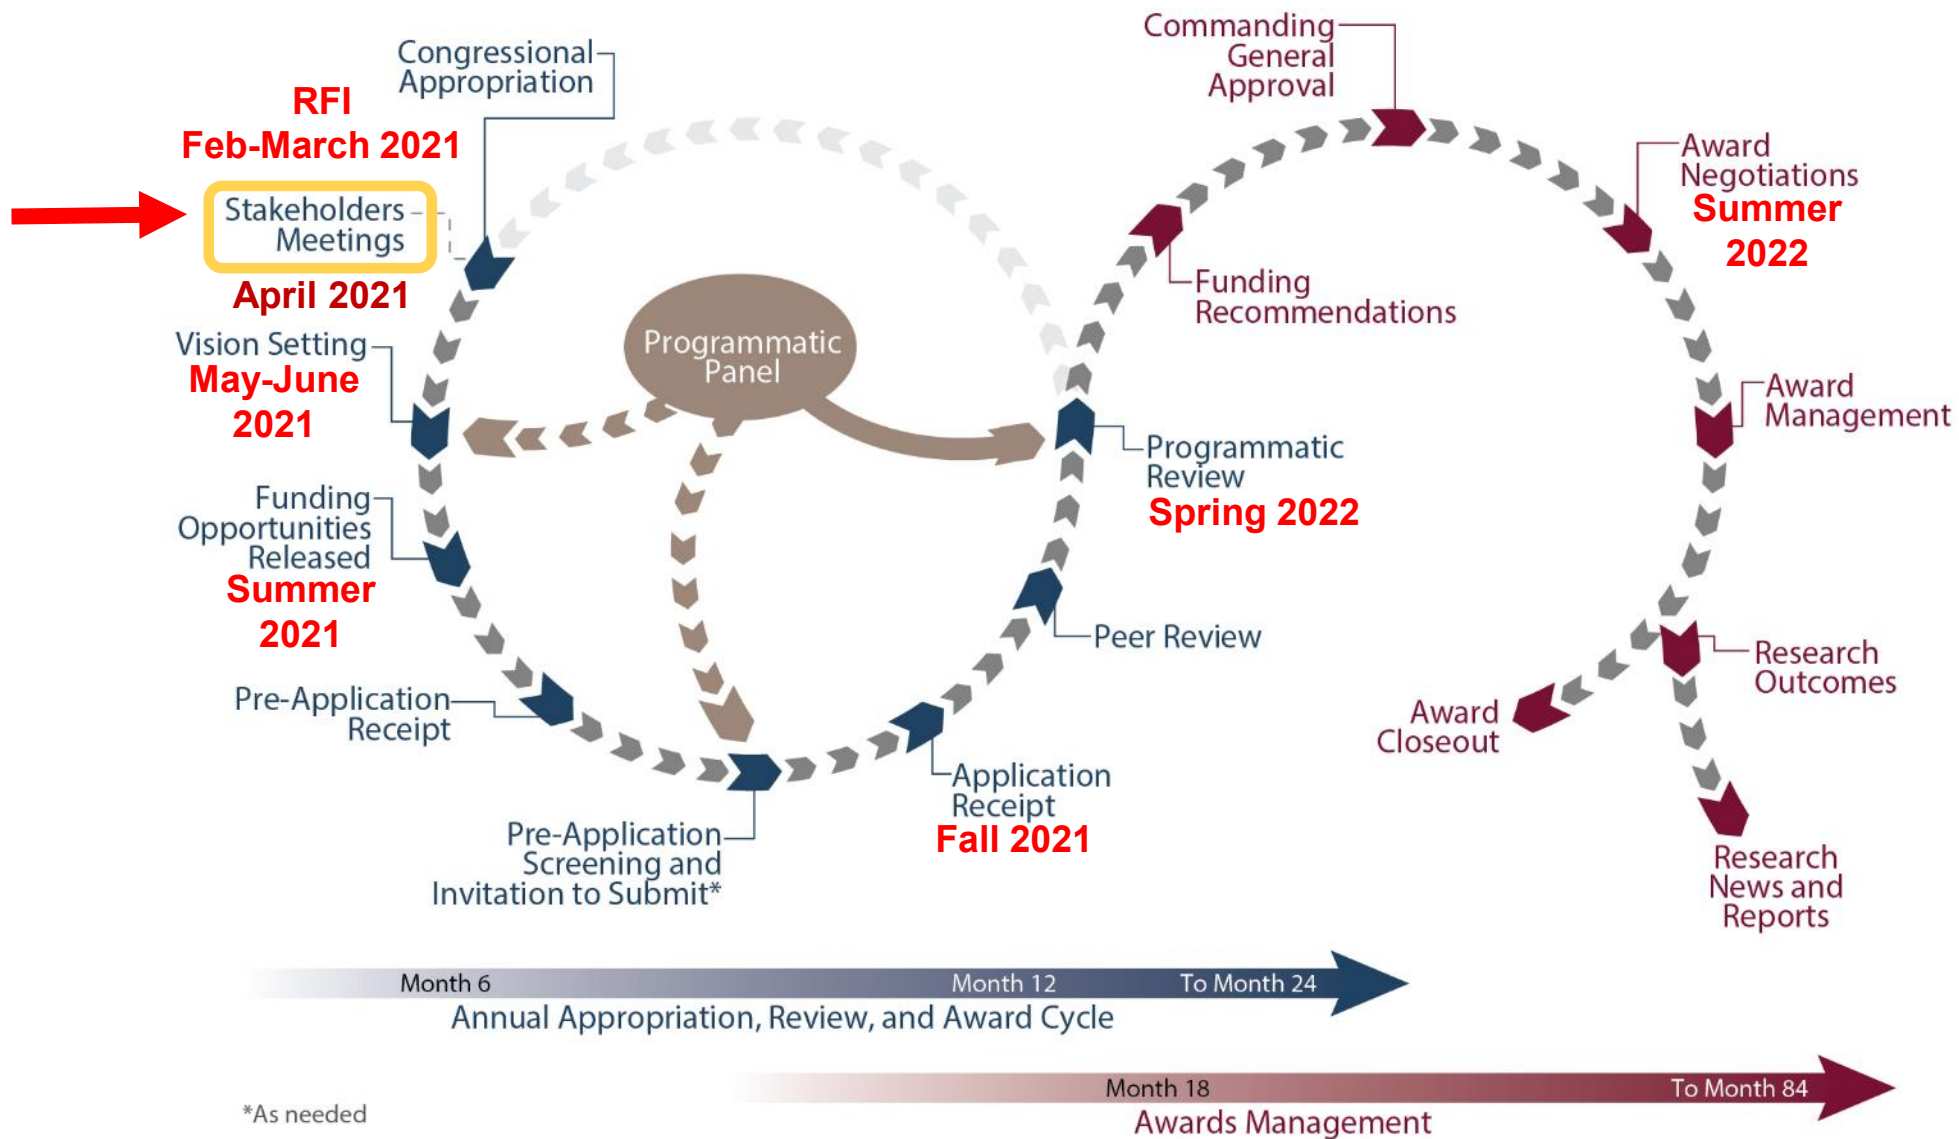 Congressional
Appropriation
RFI
Feb-March 2021
Stakeholders
Meetings
April 2021
Vision Setting
May-June
2021
Funding
Opportunities
Released
Summer
2021
Pre-Application
Receipt
Pre-Application
Screening and
Invitation to Submit*
Application
Receipt
Fall 2021
Peer Review
Programmatic
Review
Spring 2022
Programmatic
Panel
Funding
Recommendations
Commanding
General
Approval
Award
Negotiations
Summer
2022
Award
Management
Research
Outcomes
Award
Closeout
Research
News and
Reports
Month 6 Month 12 To Month 24
Annual Appropriation, Review, and Award Cycle
Month 18 To Month 84
Awards Management
*As needed